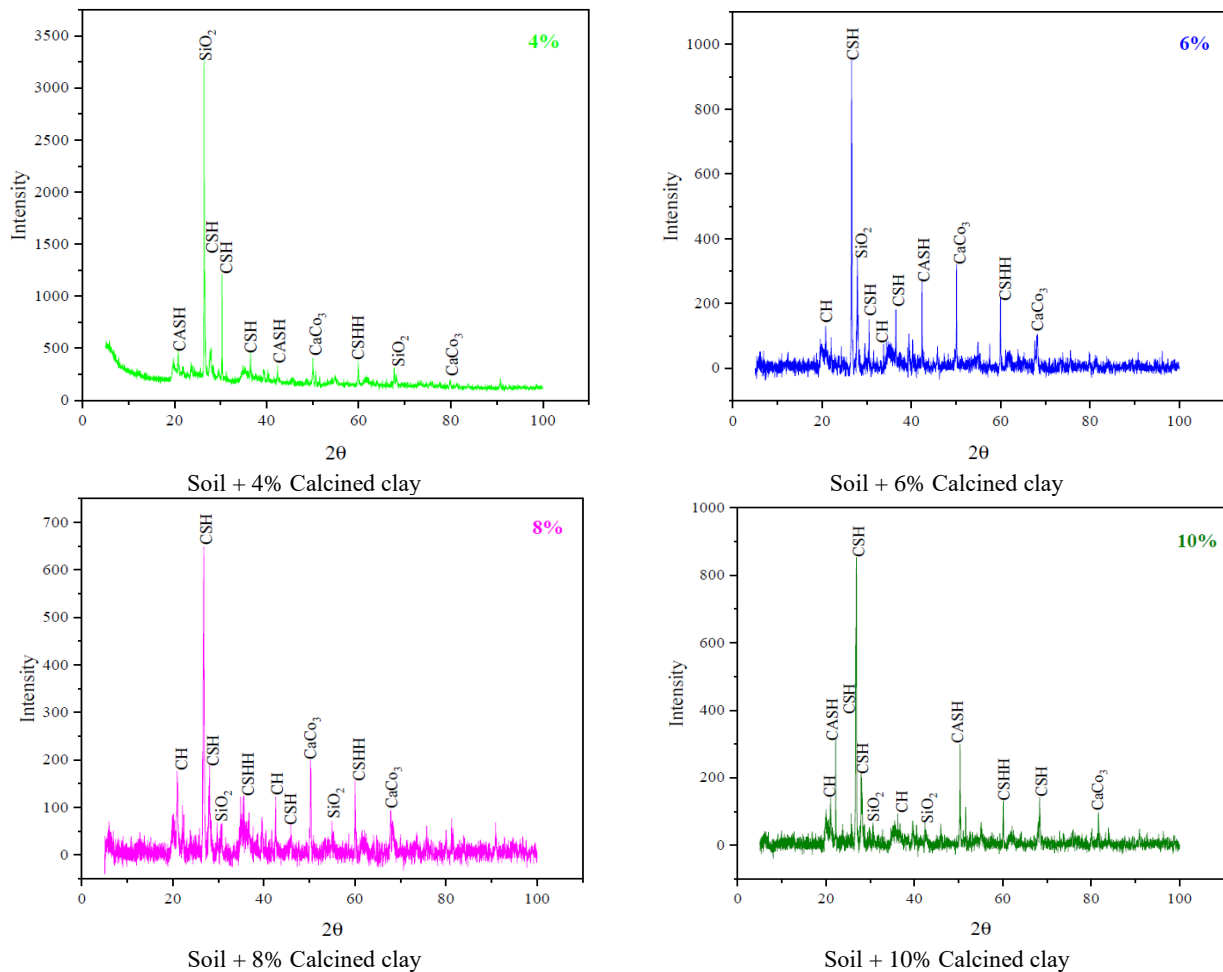 4%
3500
3000
2500
2000
1500
1000
500
0
Intensity
CASH
SiO2
CSH
CSH
CSH
CASH
CaCo3
CSHH
SiO2
CaCo3
0 20 40 60 80 100
2θ
Soil + 4% Calcined clay
6%
1000
800
600
400
200
0
Intensity
CH
CSH
SiO2
CSH
CH
CSH
CASH
CaCo3
CSHH
CaCo3
0 20 40 60 80 100
2θ
Soil + 6% Calcined clay
8%
700
600
500
400
300
200
100
0
Intensity
CH
CSH
CSH
SiO2
CSHH
CH
CSH
CaCo3
SiO2
CSHH
CaCo3
0 20 40 60 80 100
2θ
Soil + 8% Calcined clay
10%
1000
800
600
400
200
0
Intensity
CH
CASH
CSH
CSH
CSH
SiO2
CH
SiO2
CASH
CSHH
CSH
CaCo3
0 20 40 60 80 100
2θ
Soil + 10% Calcined clay